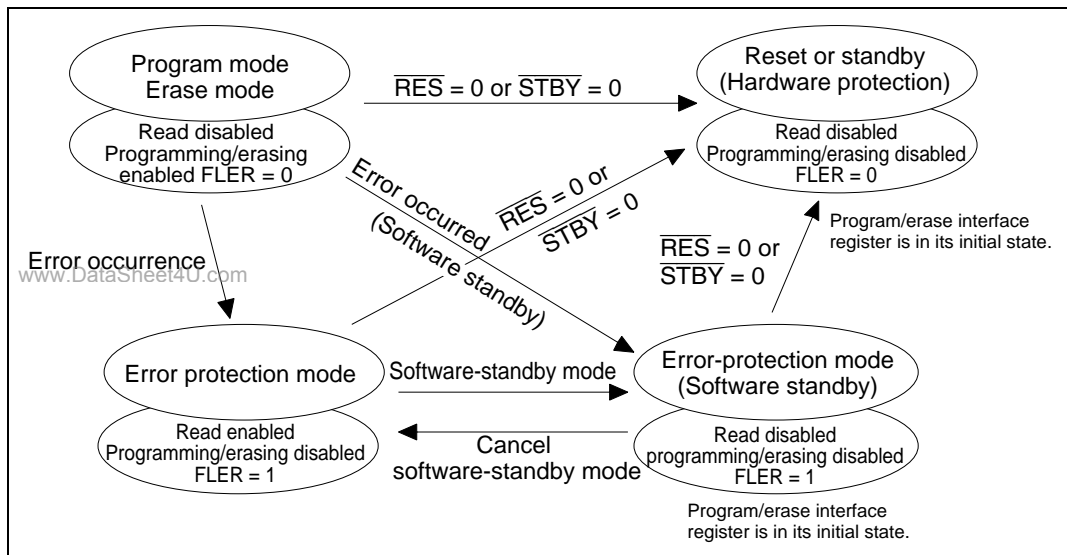 Program mode
Erase mode
Read disabled
Programming/erasing
enabled FLER = 0
RES = 0 or STBY = 0
Reset or standby
(Hardware protection)
Read disabled
Programming/erasing disabled
FLER = 0
Program/erase interface
register is in its initial state.
Error occurred
(Software standby)
RES = 0 or
STBY = 0
RES = 0 or
STBY = 0
Error occurrence
www.DataSheet4U.com
Error protection mode
Read enabled
Programming/erasing disabled
FLER = 1
Software-standby mode
Cancel
software-standby mode
Error-protection mode
(Software standby)
Read disabled
programming/erasing disabled
FLER = 1
Program/erase interface
register is in its initial state.